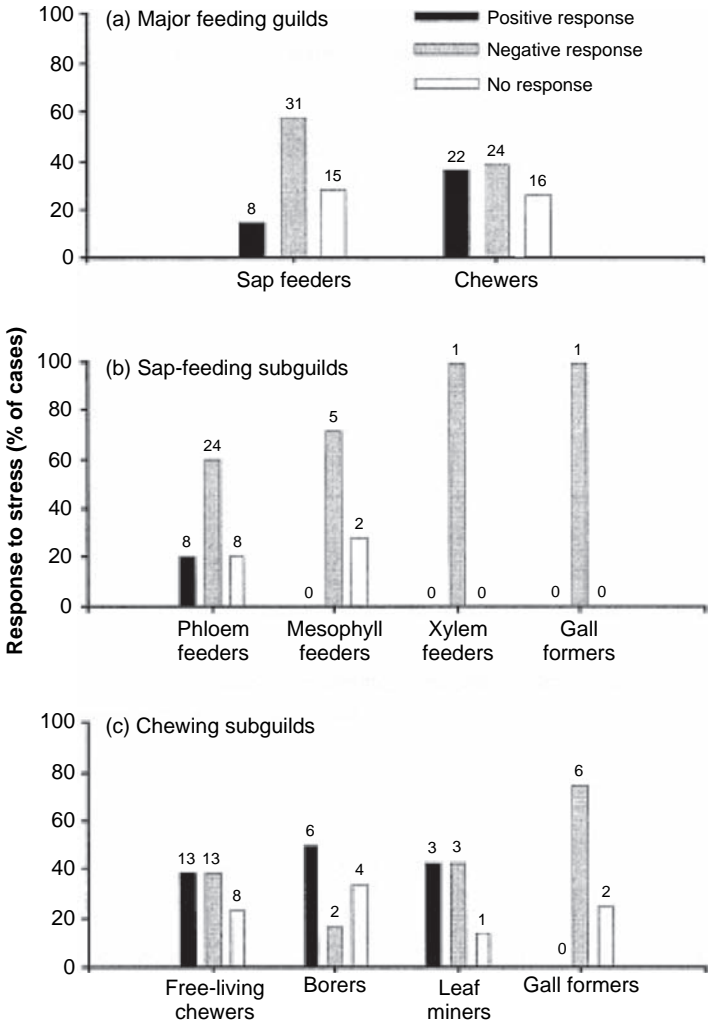 Response to stress (% of cases)
(a) Major feeding guilds
Positive response
Negative response
No response
100
80
60
40
20
0
8
31
15
22
24
16
Sap feeders
Chewers
(b) Sap-feeding subguilds
100
80
60
40
20
0
8
24
8
0
5
2
0
1
0
0
1
0
Phloem
feeders
Mesophyll
feeders
Xylem
feeders
Gall
formers
(c) Chewing subguilds
100
80
60
40
20
0
13
13
8
6
2
4
3
3
1
0
6
2
Free-living
chewers
Borers
Leaf
miners
Gall formers